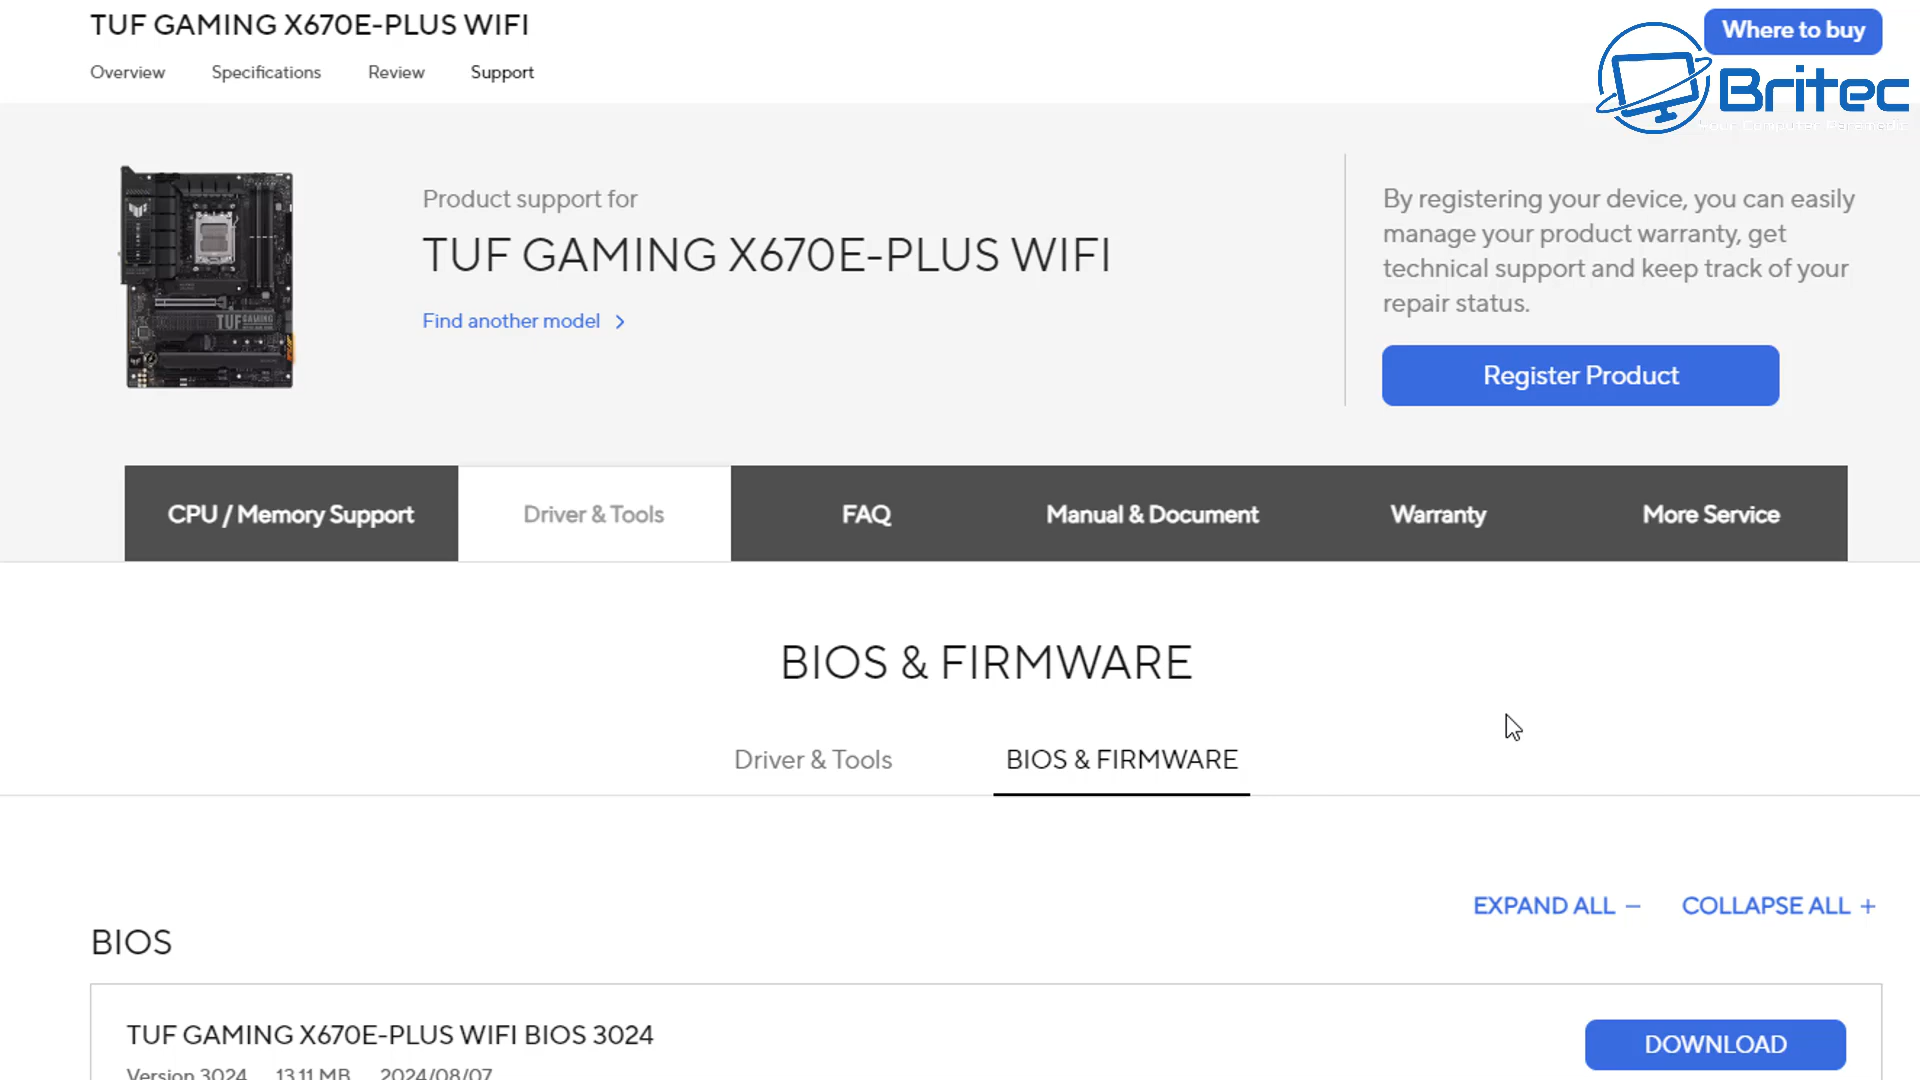 TUF GAMING X670E-PLUS WIFI
Where to buy
Overview Specifications Review Support
Britec
Product support for
TUF GAMING X670E-PLUS WIFI
Find another model
By registering your device, you can easily
manage your product warranty, get
technical support and keep track of your
repair status.
Register Product
TUF GAMING
CPU / Memory Support Driver & Tools FAQ Manual & Document Warranty More Service
BIOS & FIRMWARE
Driver & Tools BIOS & FIRMWARE
EXPAND ALL − COLLAPSE ALL +
BIOS
TUF GAMING X670E-PLUS WIFI BIOS 3024
DOWNLOAD
Version 3024 13.11 MB 2024/08/07